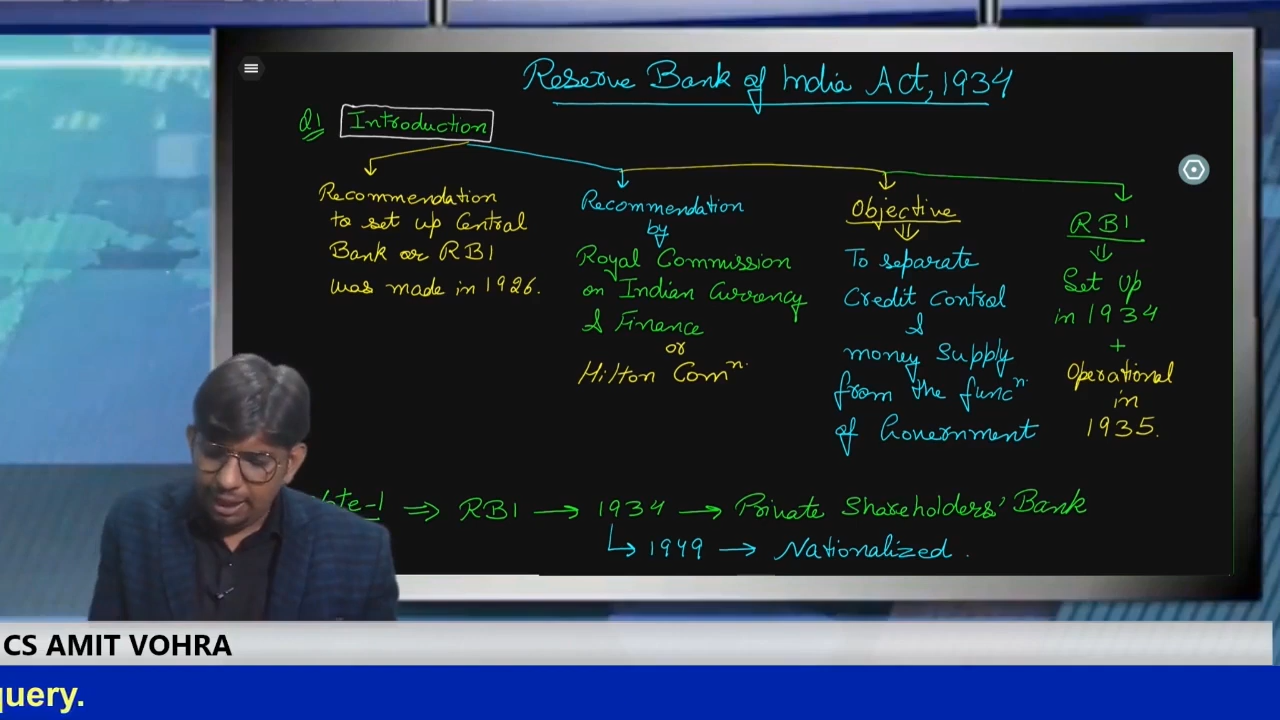 Reserve Bank of India Act, 1934
Q1 Introduction
Recommendation
to set up Central
Bank or RBI
was made in 1926.
Recommendation
by
Royal Commission
on Indian Currency
& Finance
or
Hilton Comⁿ.
Objective
To separate
Credit Control
&
money Supply
from the funcⁿ.
of Government
RBI
Set Up
in 1934
+
Operational
in
1935.
Note-1 ⇒ RBI → 1934 → Private Shareholders' Bank
↳ 1949 → Nationalized.
CS AMIT VOHRA
query.